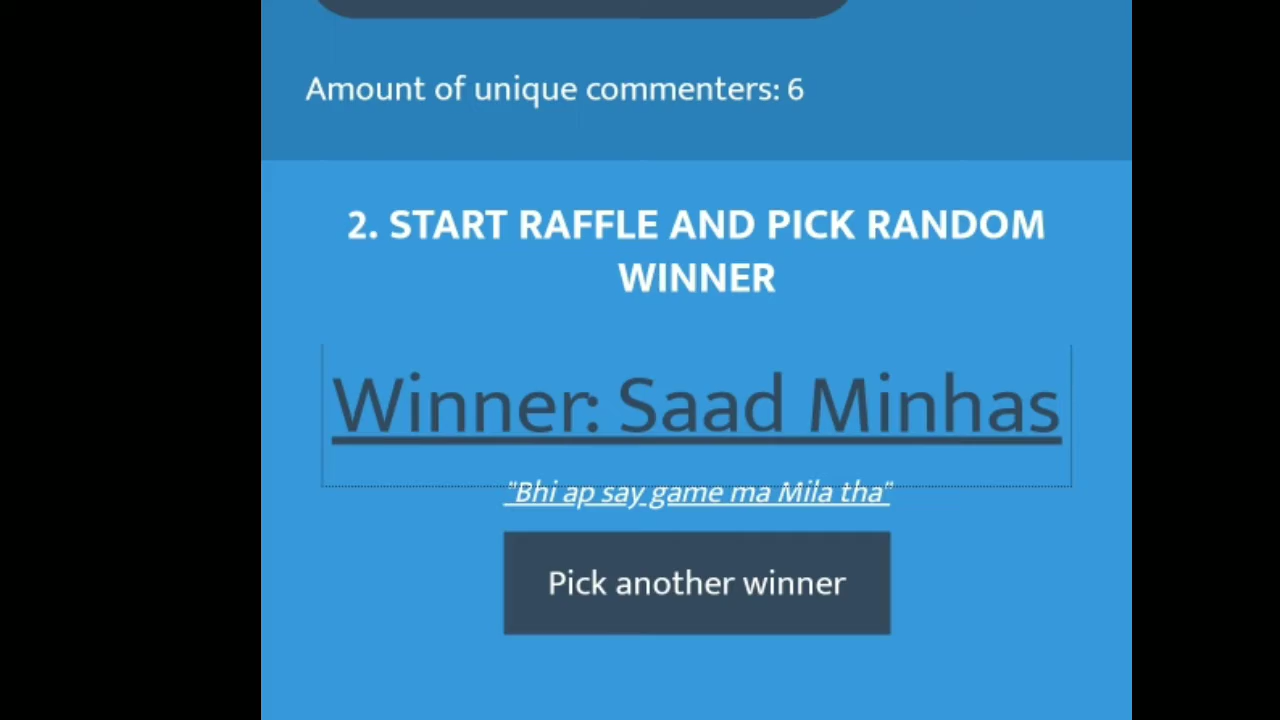 Amount of unique commenters: 6
2. START RAFFLE AND PICK RANDOM
WINNER
Winner: Saad Minhas
"Bhi ap say game ma Mila tha"
Pick another winner